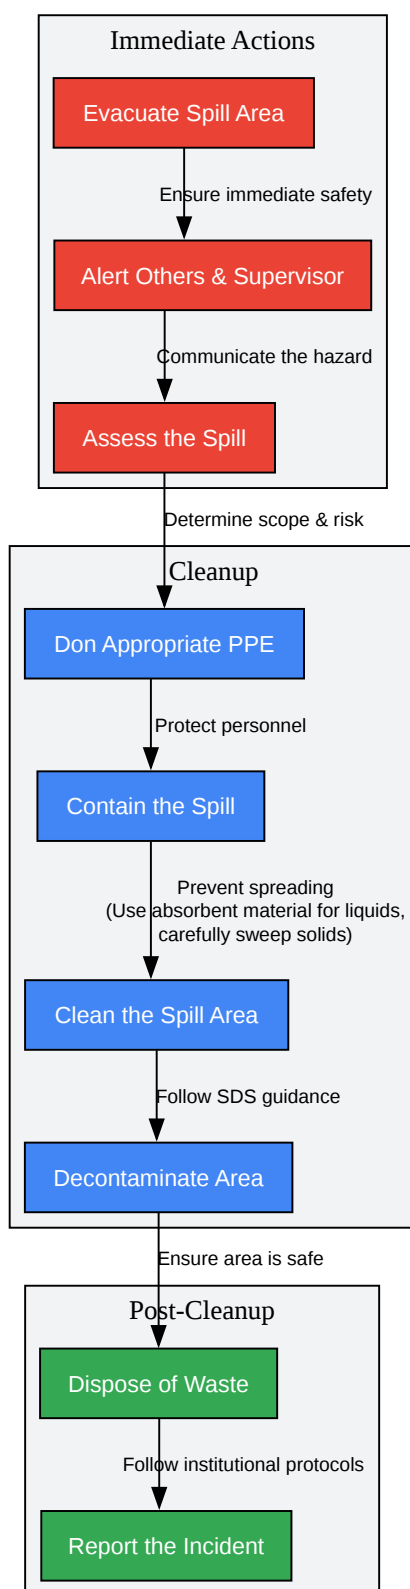 Immediate Actions
Evacuate Spill Area
Ensure immediate safety
Alert Others & Supervisor
Communicate the hazard
Assess the Spill
Determine scope & risk
Cleanup
Don Appropriate PPE
Protect personnel
Contain the Spill
Prevent spreading
(Use absorbent material for liquids,
carefully sweep solids)
Clean the Spill Area
Follow SDS guidance
Decontaminate Area
Ensure area is safe
Post-Cleanup
Dispose of Waste
Follow institutional protocols
Report the Incident